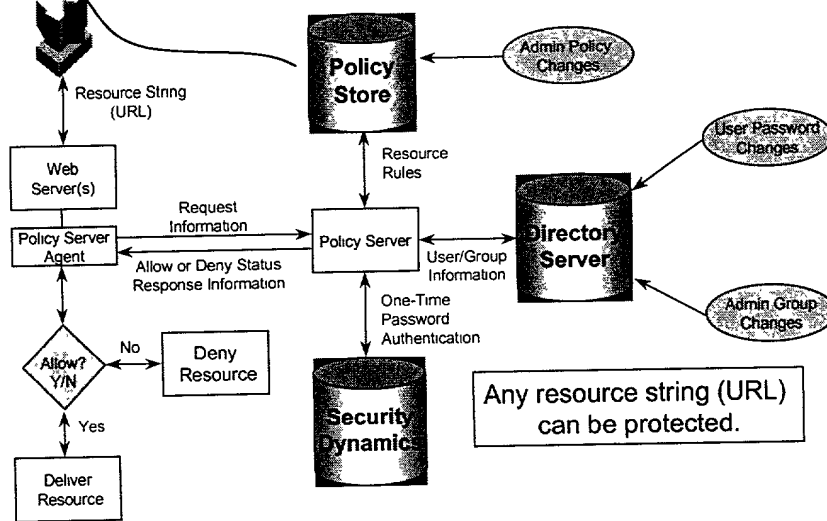 Policy
Store
Admin Policy
Changes
Resource String
(URL)
User Password
Changes
Web
Server(s)
Resource
Rules
Request
Information
Policy Server
Agent
Policy Server
Directory
Server
Allow or Deny Status
Response Information
User/Group
Information
One-Time
Password
Authentication
Admin Group
Changes
Allow?
Y/N
No
Deny
Resource
Security
Dynamics
Any resource string (URL)
can be protected.
Yes
Deliver
Resource